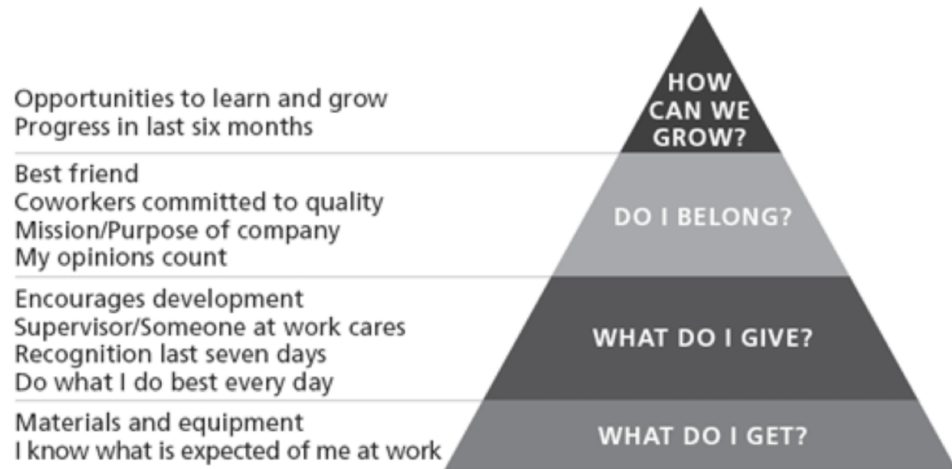 Opportunities to learn and grow
Progress in last six months
HOW
CAN WE
GROW?
Best friend
Coworkers committed to quality
Mission/Purpose of company
My opinions count
DO I BELONG?
Encourages development
Supervisor/Someone at work cares
Recognition last seven days
Do what I do best every day
WHAT DO I GIVE?
Materials and equipment
I know what is expected of me at work
WHAT DO I GET?